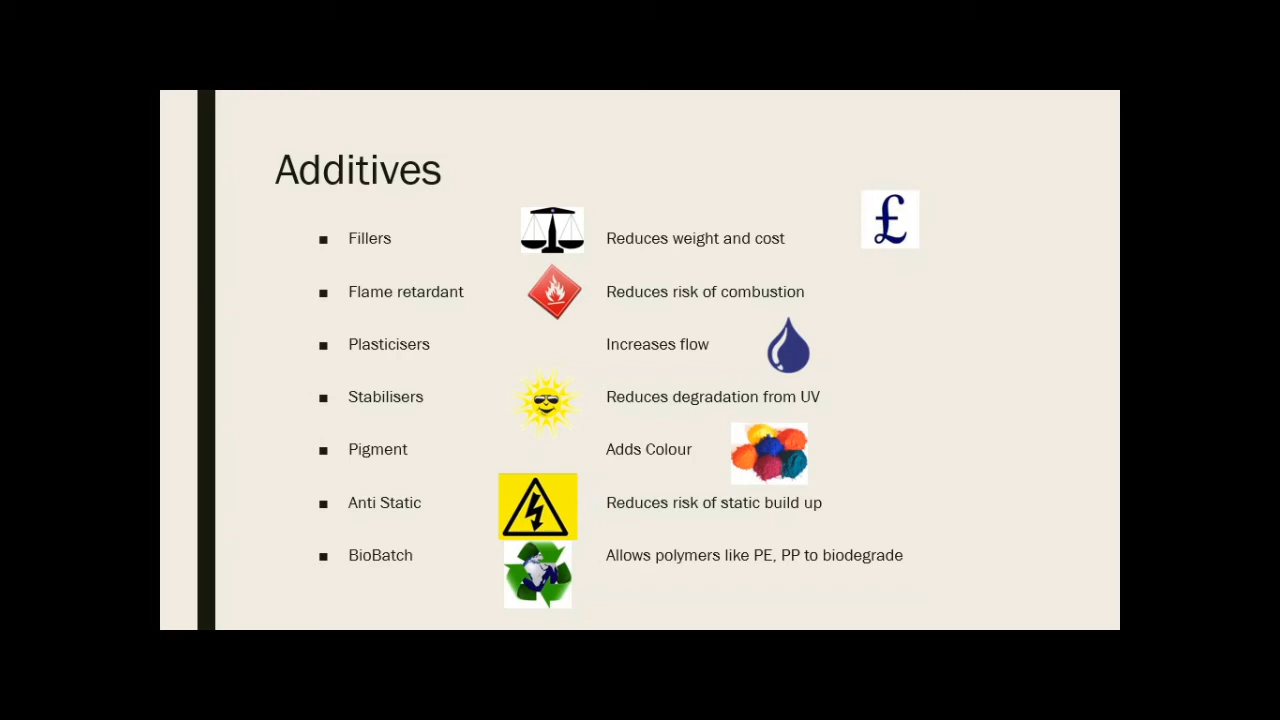 Additives
■ Fillers Reduces weight and cost £
■ Flame retardant Reduces risk of combustion
■ Plasticisers Increases flow
■ Stabilisers Reduces degradation from UV
■ Pigment Adds Colour
■ Anti Static Reduces risk of static build up
■ BioBatch Allows polymers like PE, PP to biodegrade